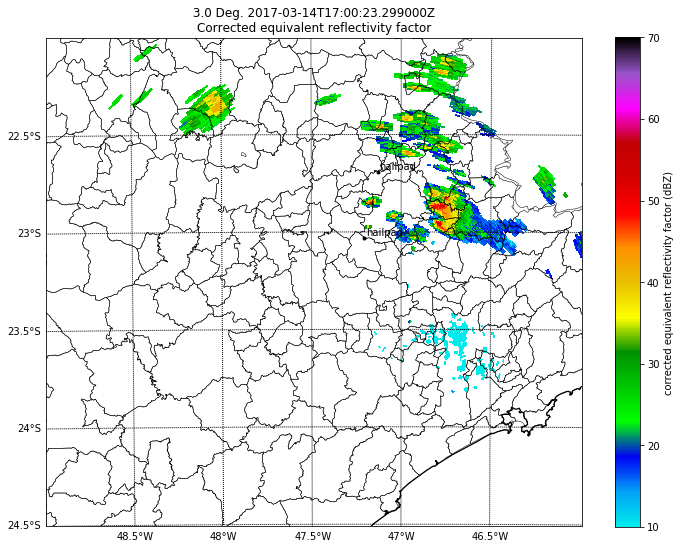 3.0 Deg. 2017-03-14T17:00:23.299000Z
Corrected equivalent reflectivity factor
22.5°S
23°S
23.5°S
24°S
24.5°S
hailpad
hailpad
48.5°W
48°W
47.5°W
47°W
46.5°W
70
60
50
40
30
20
10
corrected equivalent reflectivity factor (dBZ)